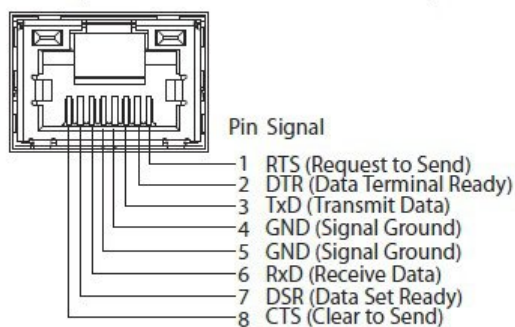 Pin Signal
1 RTS (Request to Send)
2 DTR (Data Terminal Ready)
3 TxD (Transmit Data)
4 GND (Signal Ground)
5 GND (Signal Ground)
6 RxD (Receive Data)
7 DSR (Data Set Ready)
8 CTS (Clear to Send)